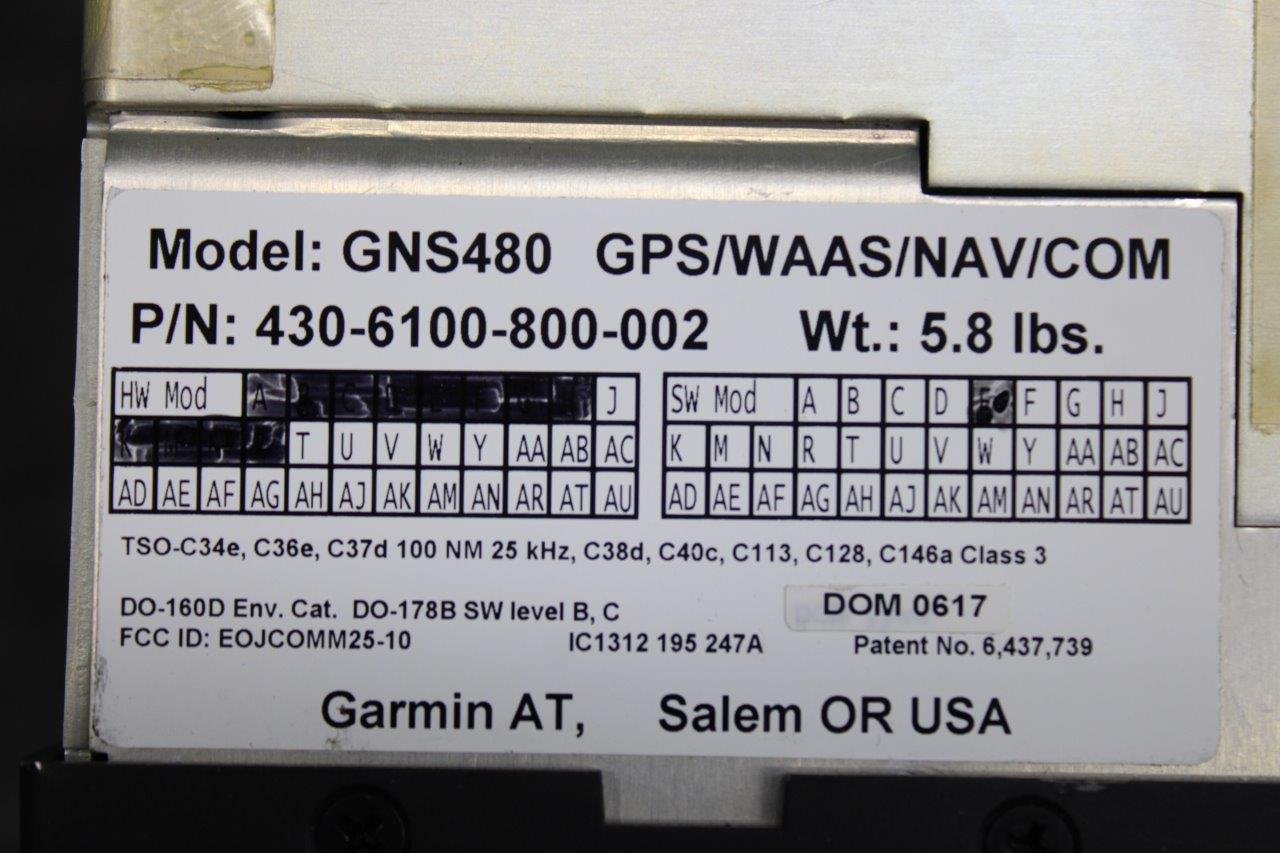 Model: GNS480 GPS/WAAS/NAV/COM
P/N: 430-6100-800-002 Wt.: 5.8 lbs.
HW Mod A C J
T U V W Y AA AB AC
AD AE AF AG AH AJ AK AM AN AR AT AU
SW Mod A B C D E F G H J
K M N R T U V W Y AA AB AC
AD AE AF AG AH AJ AK AM AN AR AT AU
TSO-C34e, C36e, C37d 100 NM 25 kHz, C38d, C40c, C113, C128, C146a Class 3
DO-160D Env. Cat. DO-178B SW level B, C
DOM 0617
FCC ID: EOJCOMM25-10 IC1312 195 247A Patent No. 6,437,739
Garmin AT, Salem OR USA